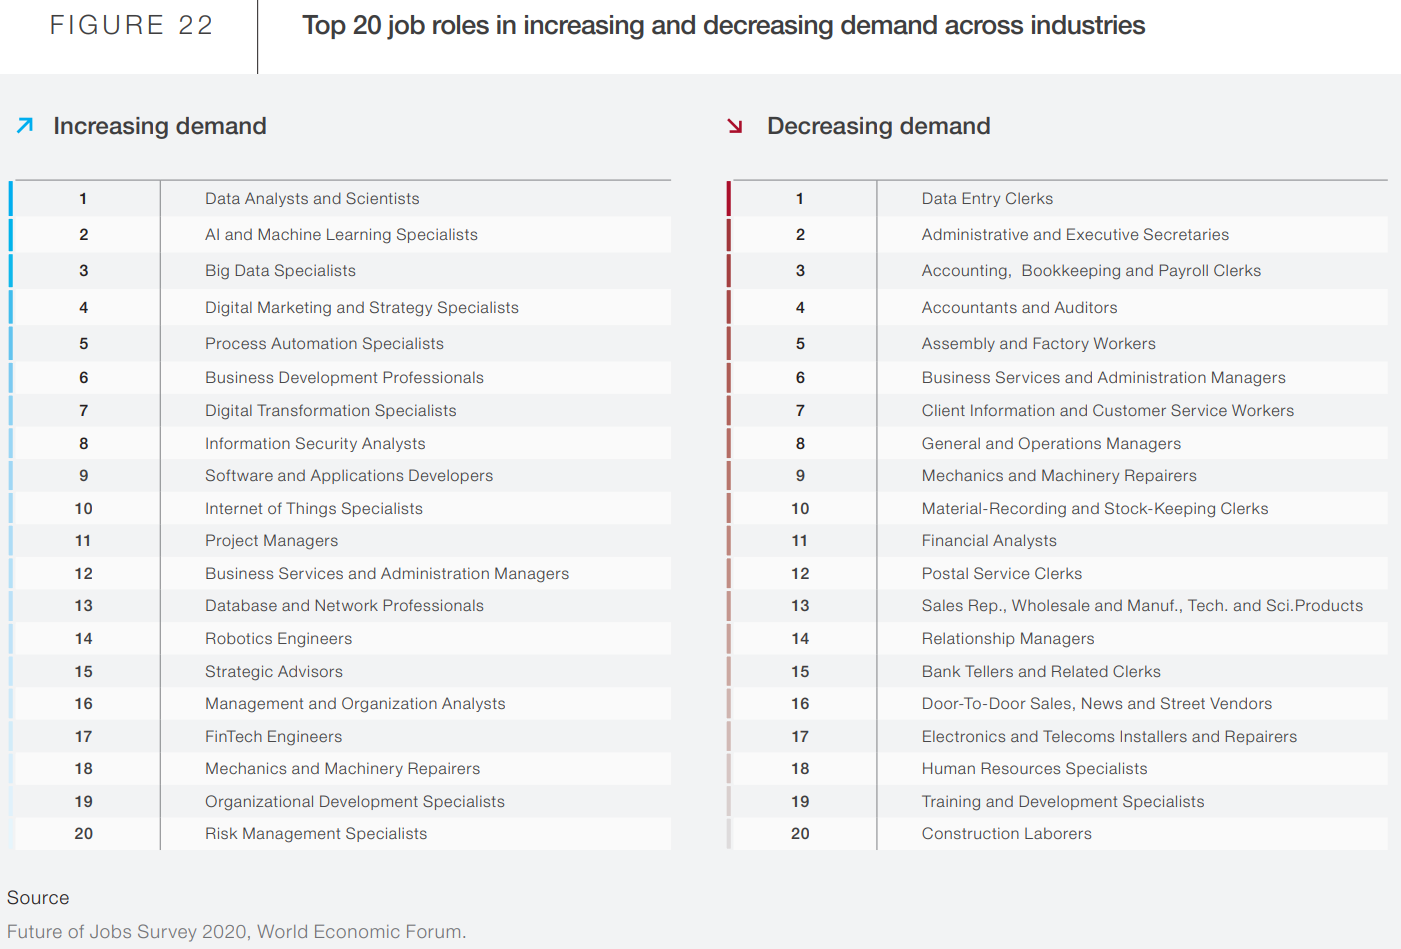 FIGURE 22
Top 20 job roles in increasing and decreasing demand across industries
Increasing demand
1 Data Analysts and Scientists
2 AI and Machine Learning Specialists
3 Big Data Specialists
4 Digital Marketing and Strategy Specialists
5 Process Automation Specialists
6 Business Development Professionals
7 Digital Transformation Specialists
8 Information Security Analysts
9 Software and Applications Developers
10 Internet of Things Specialists
11 Project Managers
12 Business Services and Administration Managers
13 Database and Network Professionals
14 Robotics Engineers
15 Strategic Advisors
16 Management and Organization Analysts
17 FinTech Engineers
18 Mechanics and Machinery Repairers
19 Organizational Development Specialists
20 Risk Management Specialists
Decreasing demand
1 Data Entry Clerks
2 Administrative and Executive Secretaries
3 Accounting, Bookkeeping and Payroll Clerks
4 Accountants and Auditors
5 Assembly and Factory Workers
6 Business Services and Administration Managers
7 Client Information and Customer Service Workers
8 General and Operations Managers
9 Mechanics and Machinery Repairers
10 Material-Recording and Stock-Keeping Clerks
11 Financial Analysts
12 Postal Service Clerks
13 Sales Rep., Wholesale and Manuf., Tech. and Sci.Products
14 Relationship Managers
15 Bank Tellers and Related Clerks
16 Door-To-Door Sales, News and Street Vendors
17 Electronics and Telecoms Installers and Repairers
18 Human Resources Specialists
19 Training and Development Specialists
20 Construction Laborers
Source
Future of Jobs Survey 2020, World Economic Forum.